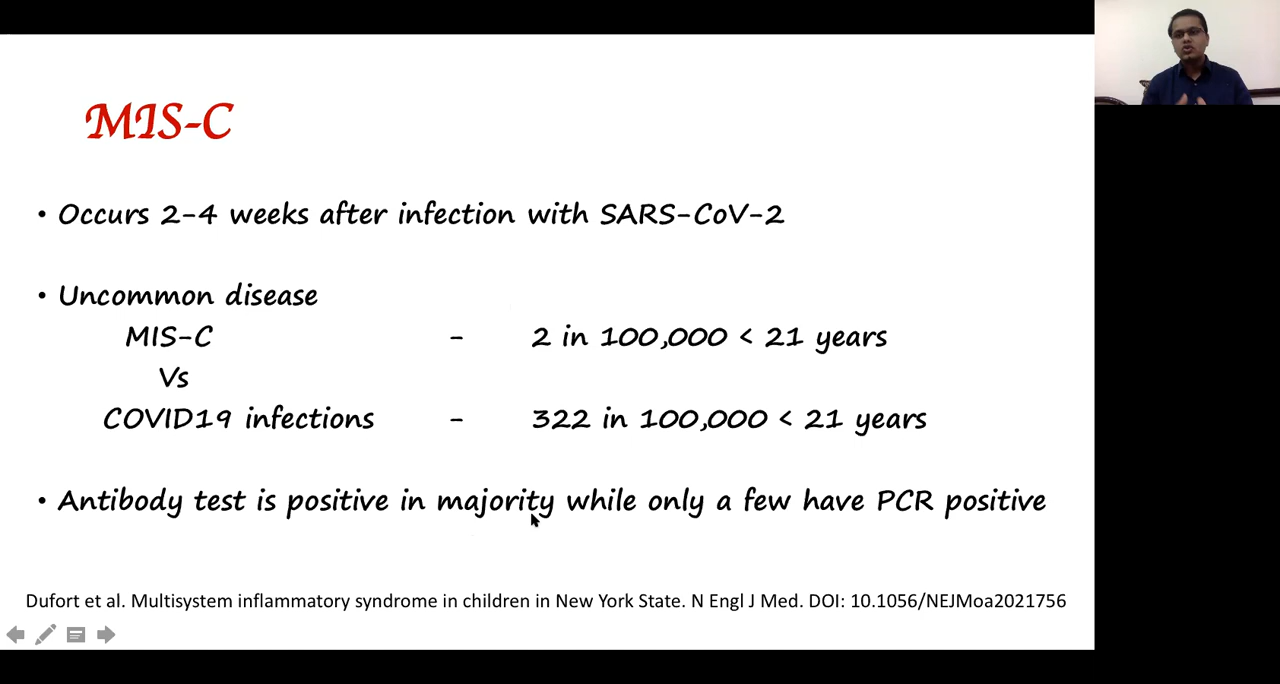 MIS-C
• Occurs 2-4 weeks after infection with SARS-CoV-2
• Uncommon disease
MIS-C - 2 in 100,000 < 21 years
Vs
COVID19 infections - 322 in 100,000 < 21 years
• Antibody test is positive in majority while only a few have PCR positive
Dufort et al. Multisystem inflammatory syndrome in children in New York State. N Engl J Med. DOI: 10.1056/NEJMoa2021756